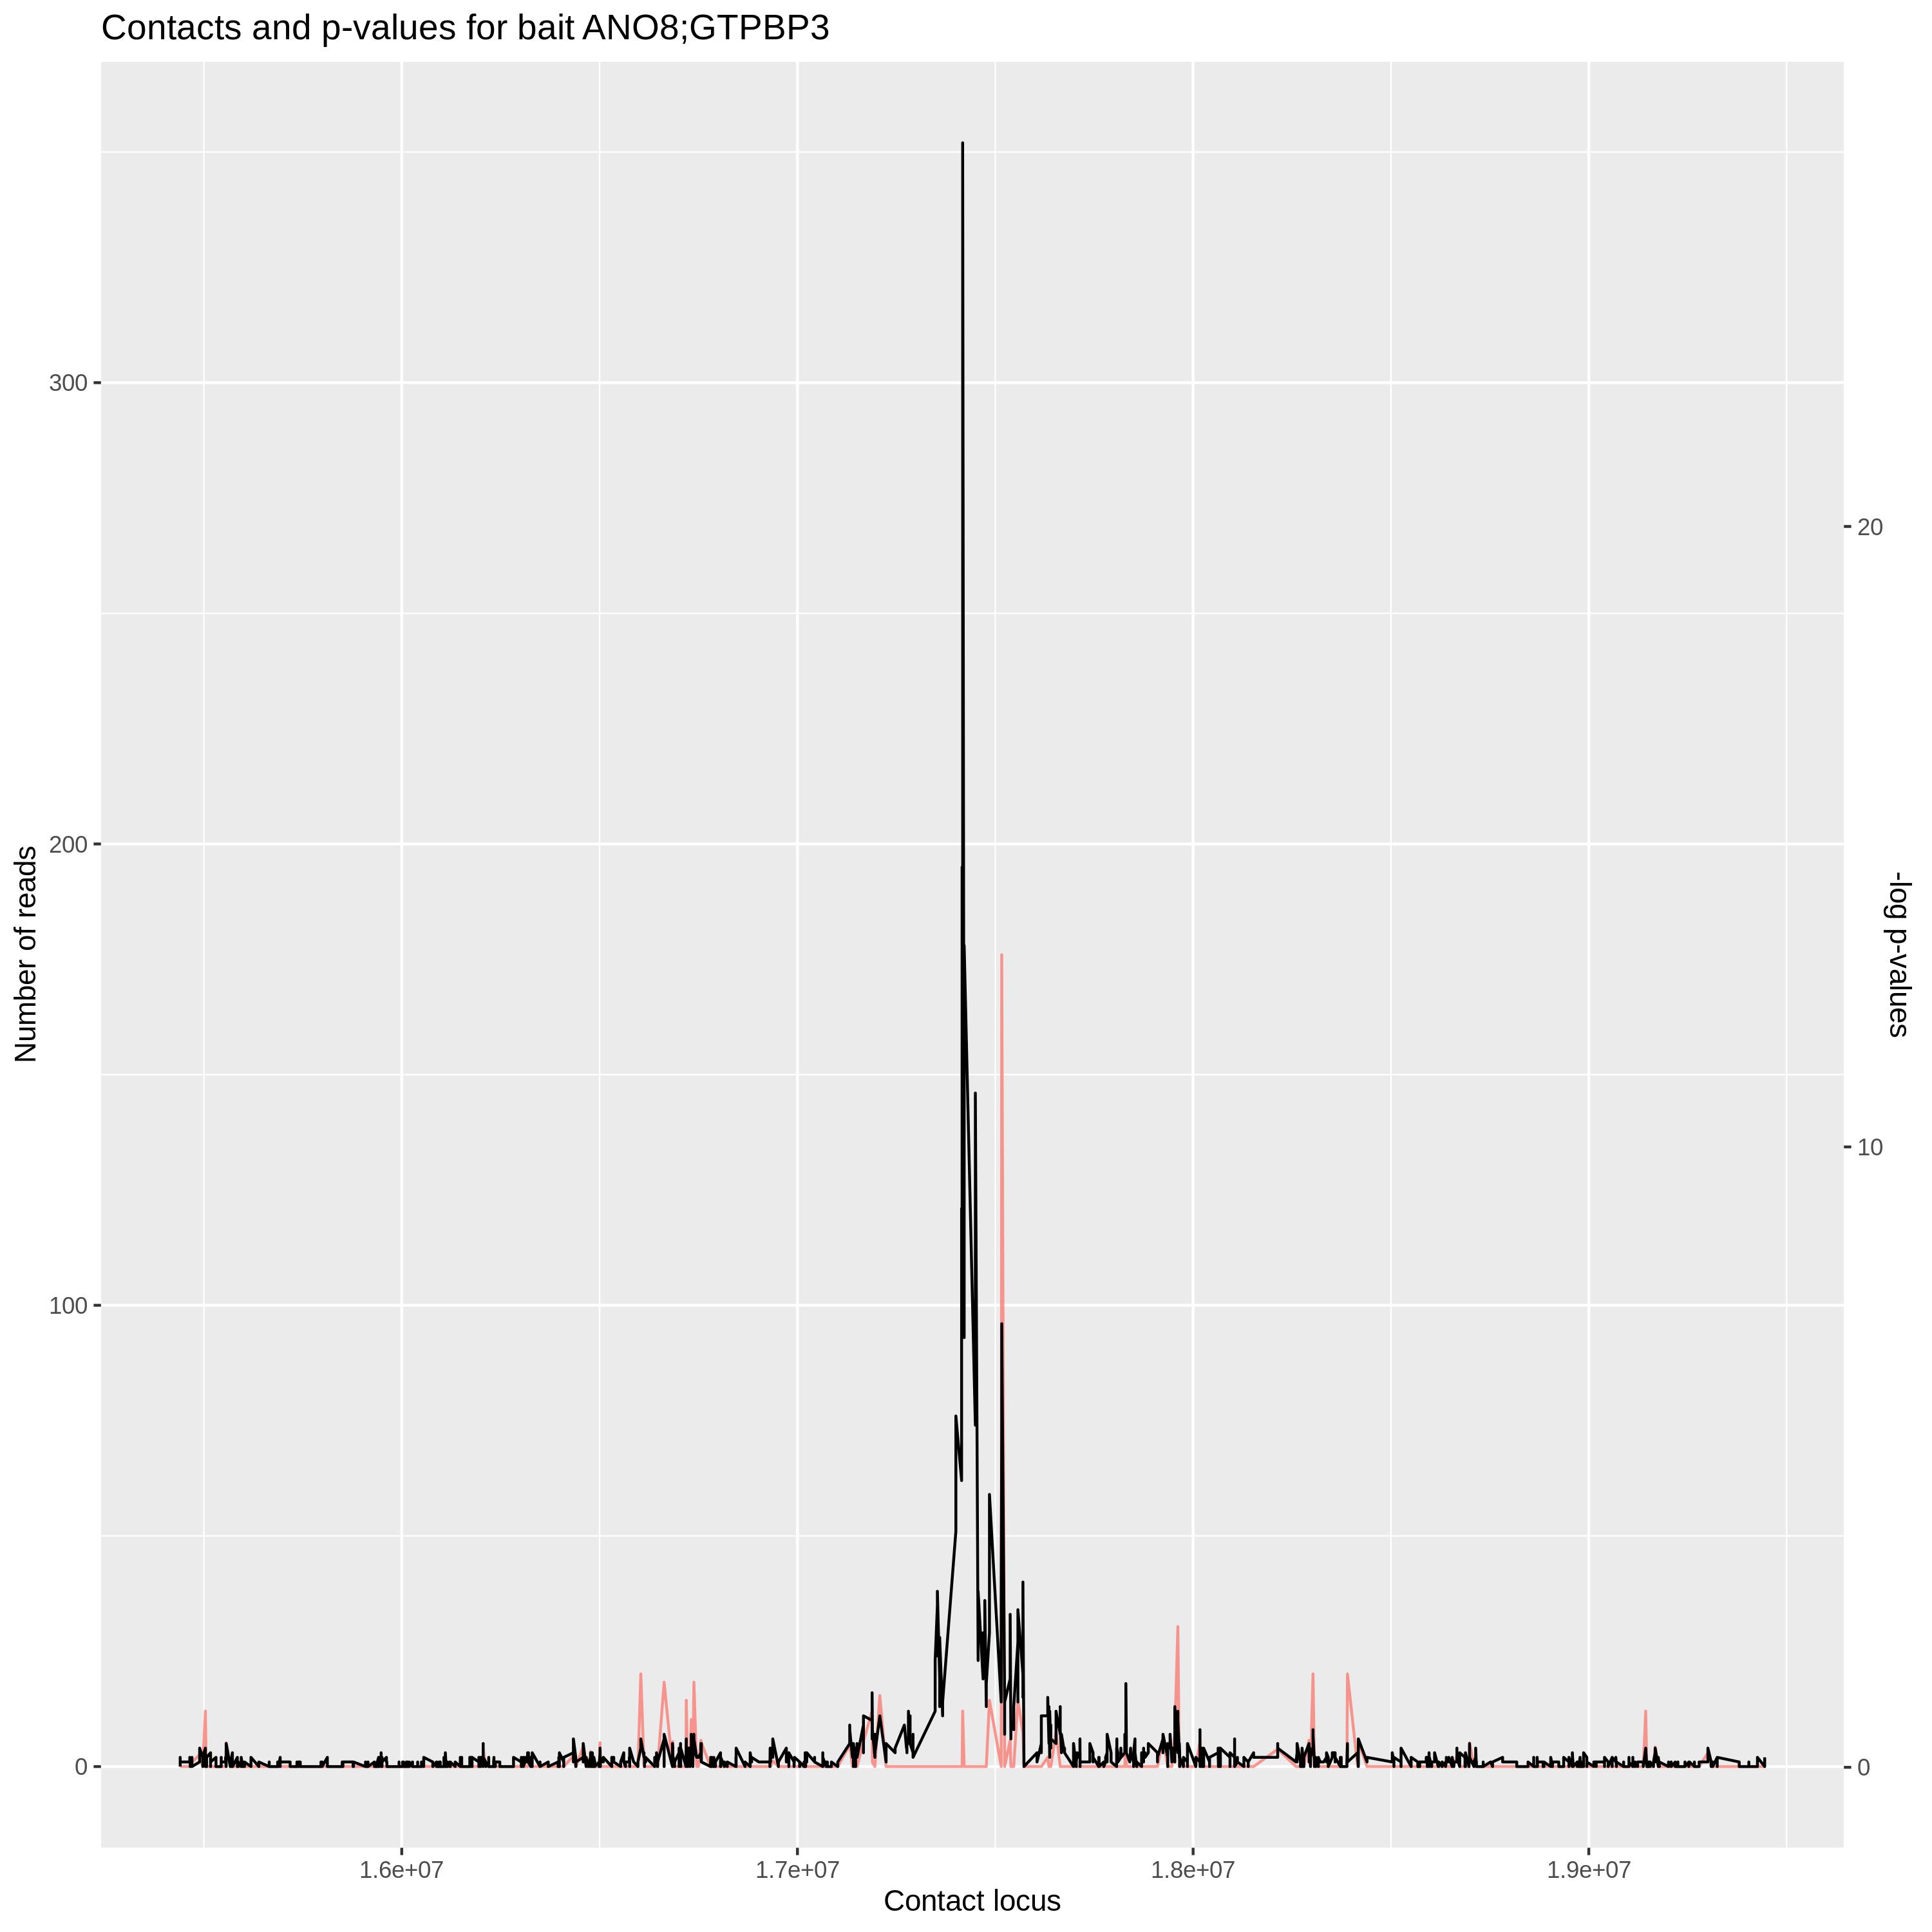 Contacts and p-values for bait ANO8;GTPBP3
300
200
100
0
Number of reads
20
10
0
-log p-values
1.6e+07
1.7e+07
1.8e+07
1.9e+07
Contact locus